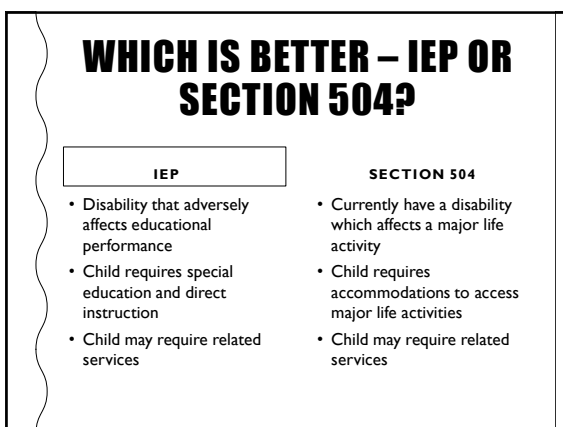 WHICH IS BETTER – IEP OR
SECTION 504?
IEP
• Disability that adversely
affects educational
performance
• Child requires special
education and direct
instruction
• Child may require related
services
SECTION 504
• Currently have a disability
which affects a major life
activity
• Child requires
accommodations to access
major life activities
• Child may require related
services